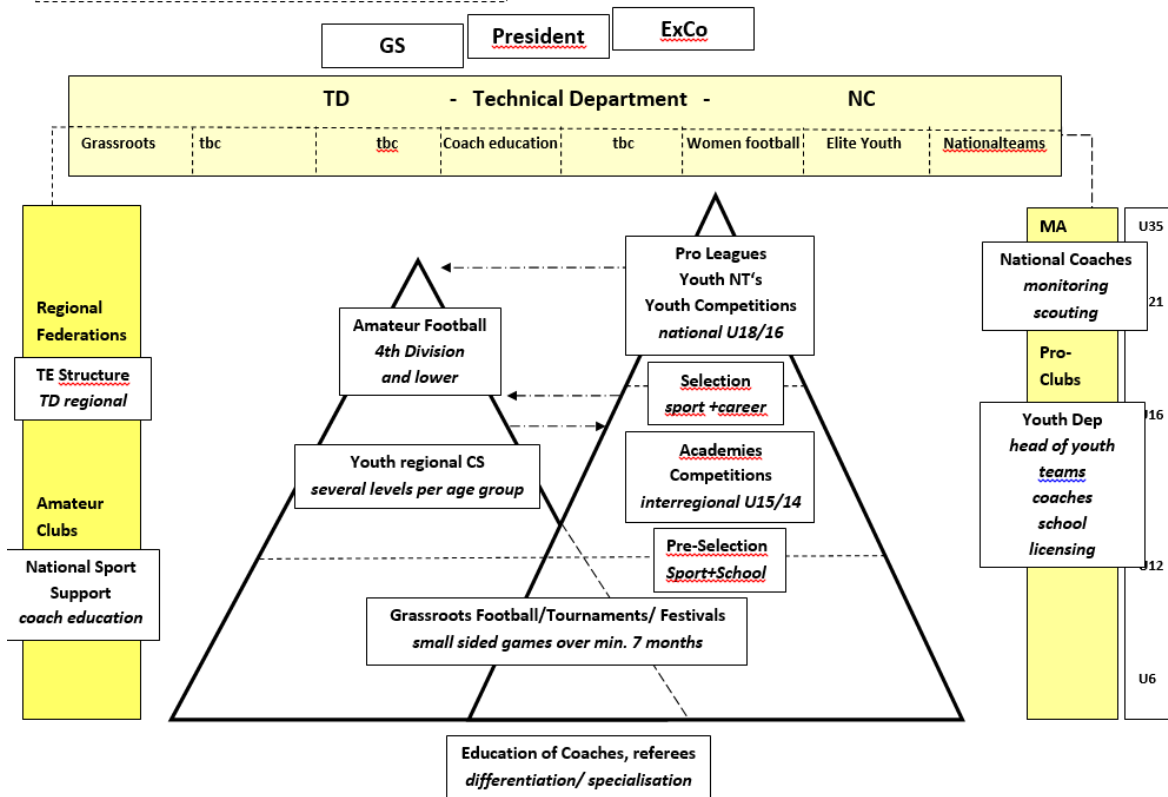 GS
President
ExCo
TD - Technical Department - NC
Grassroots
tbc
tbc
Coach education
tbc
Women football
Elite Youth
Nationalteams
Regional
Federations
TE Structure
TD regional
Amateur
Clubs
National Sport
Support
coach education
Amateur Football
4th Division
and lower
Youth regional CS
several levels per age group
Pro Leagues
Youth NT‘s
Youth Competitions
national U18/16
Selection
sport +career
Academies
Competitions
interregional U15/14
Pre-Selection
Sport+School
Grassroots Football/Tournaments/ Festivals
small sided games over min. 7 months
Education of Coaches, referees
differentiation/ specialisation
MA
National Coaches
monitoring
scouting
Pro-
Clubs
Youth Dep
head of youth
teams
coaches
school
licensing
U35
21
U16
U12
U6